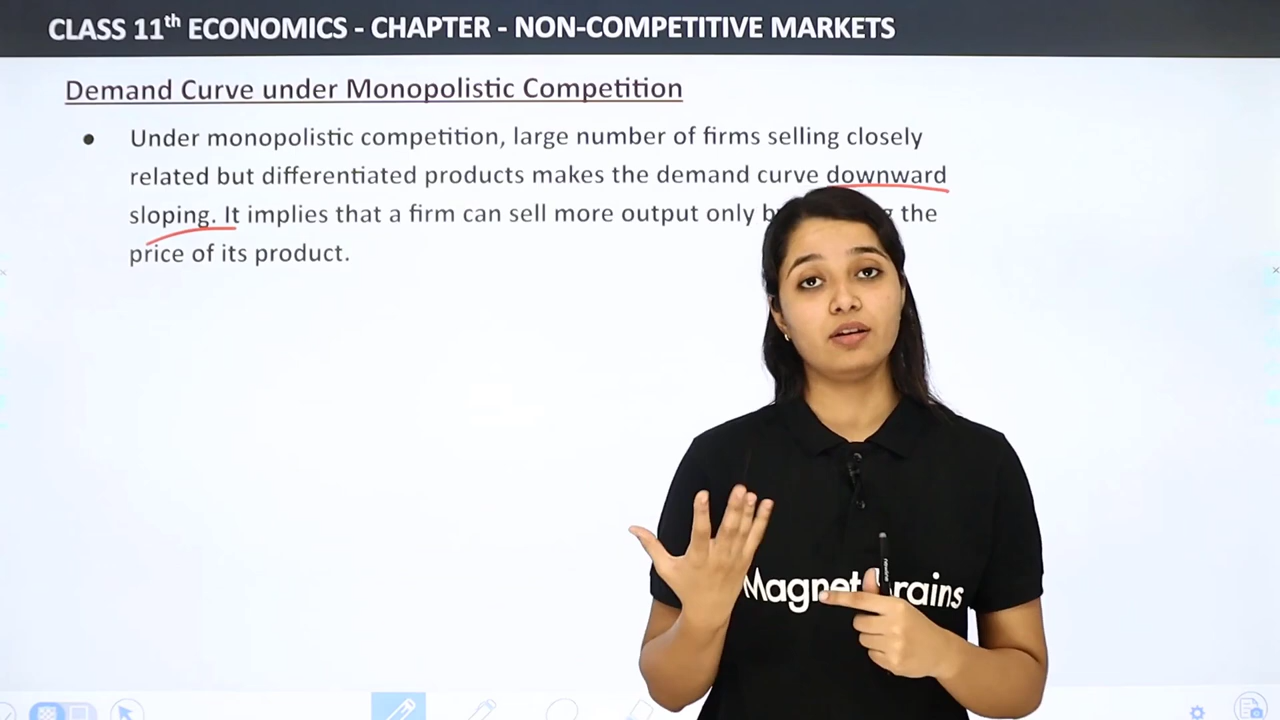 CLASS 11th ECONOMICS - CHAPTER - NON-COMPETITIVE MARKETS
Demand Curve under Monopolistic Competition
● Under monopolistic competition, large number of firms selling closely
related but differentiated products makes the demand curve downward
sloping. It implies that a firm can sell more output only the
price of its product.
Magnet Brains